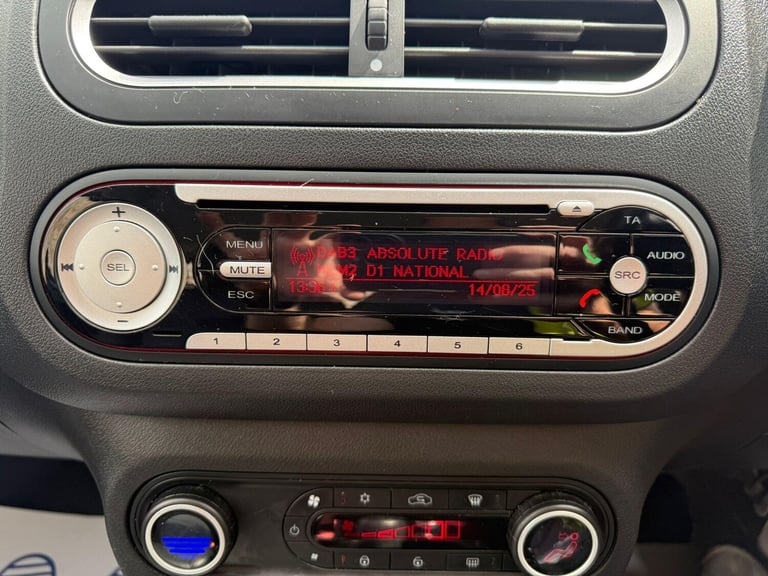 +
TA
MENU
DAB3 ABSOLUTE RADIO
AUDIO
SEL
MUTE
D1 NATIONAL
SRC
ESC
14/08/25
MODE
−
BAND
1 2 3 4 5 6